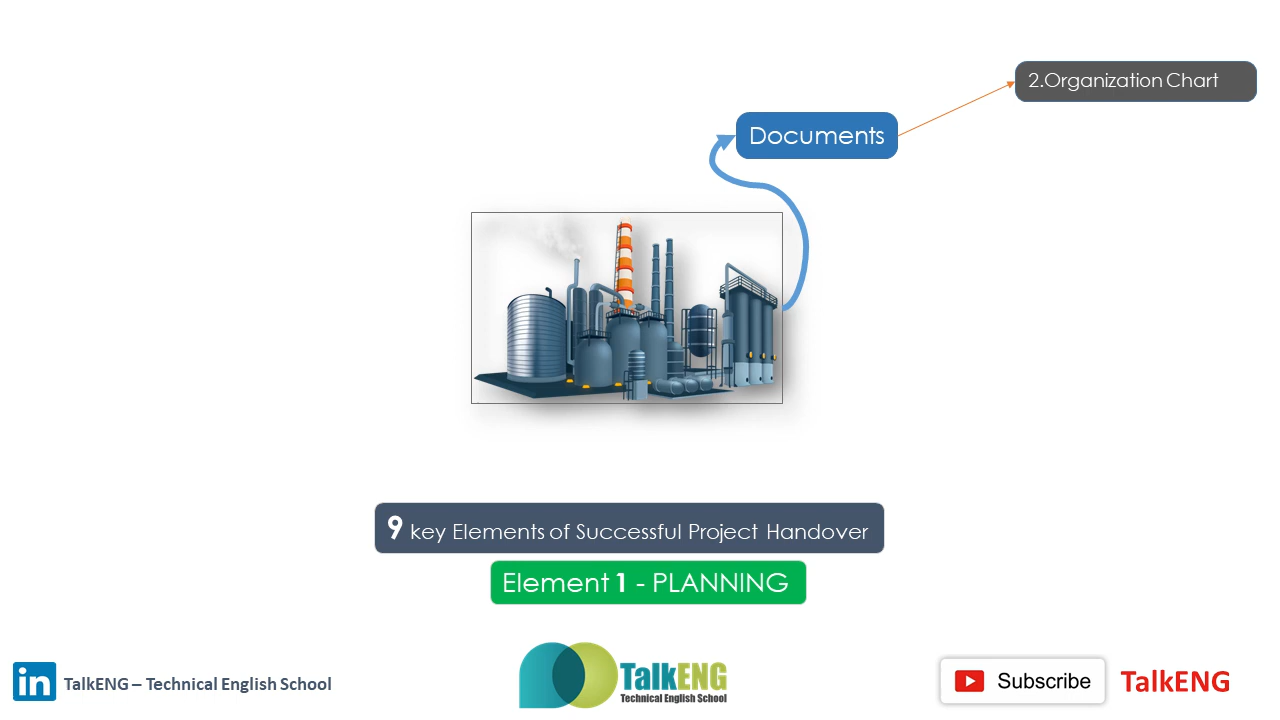 2.Organization Chart
Documents
9 key Elements of Successful Project Handover
Element 1 - PLANNING
in TalkENG – Technical English School
TalkENG
Technical English School
Subscribe TalkENG